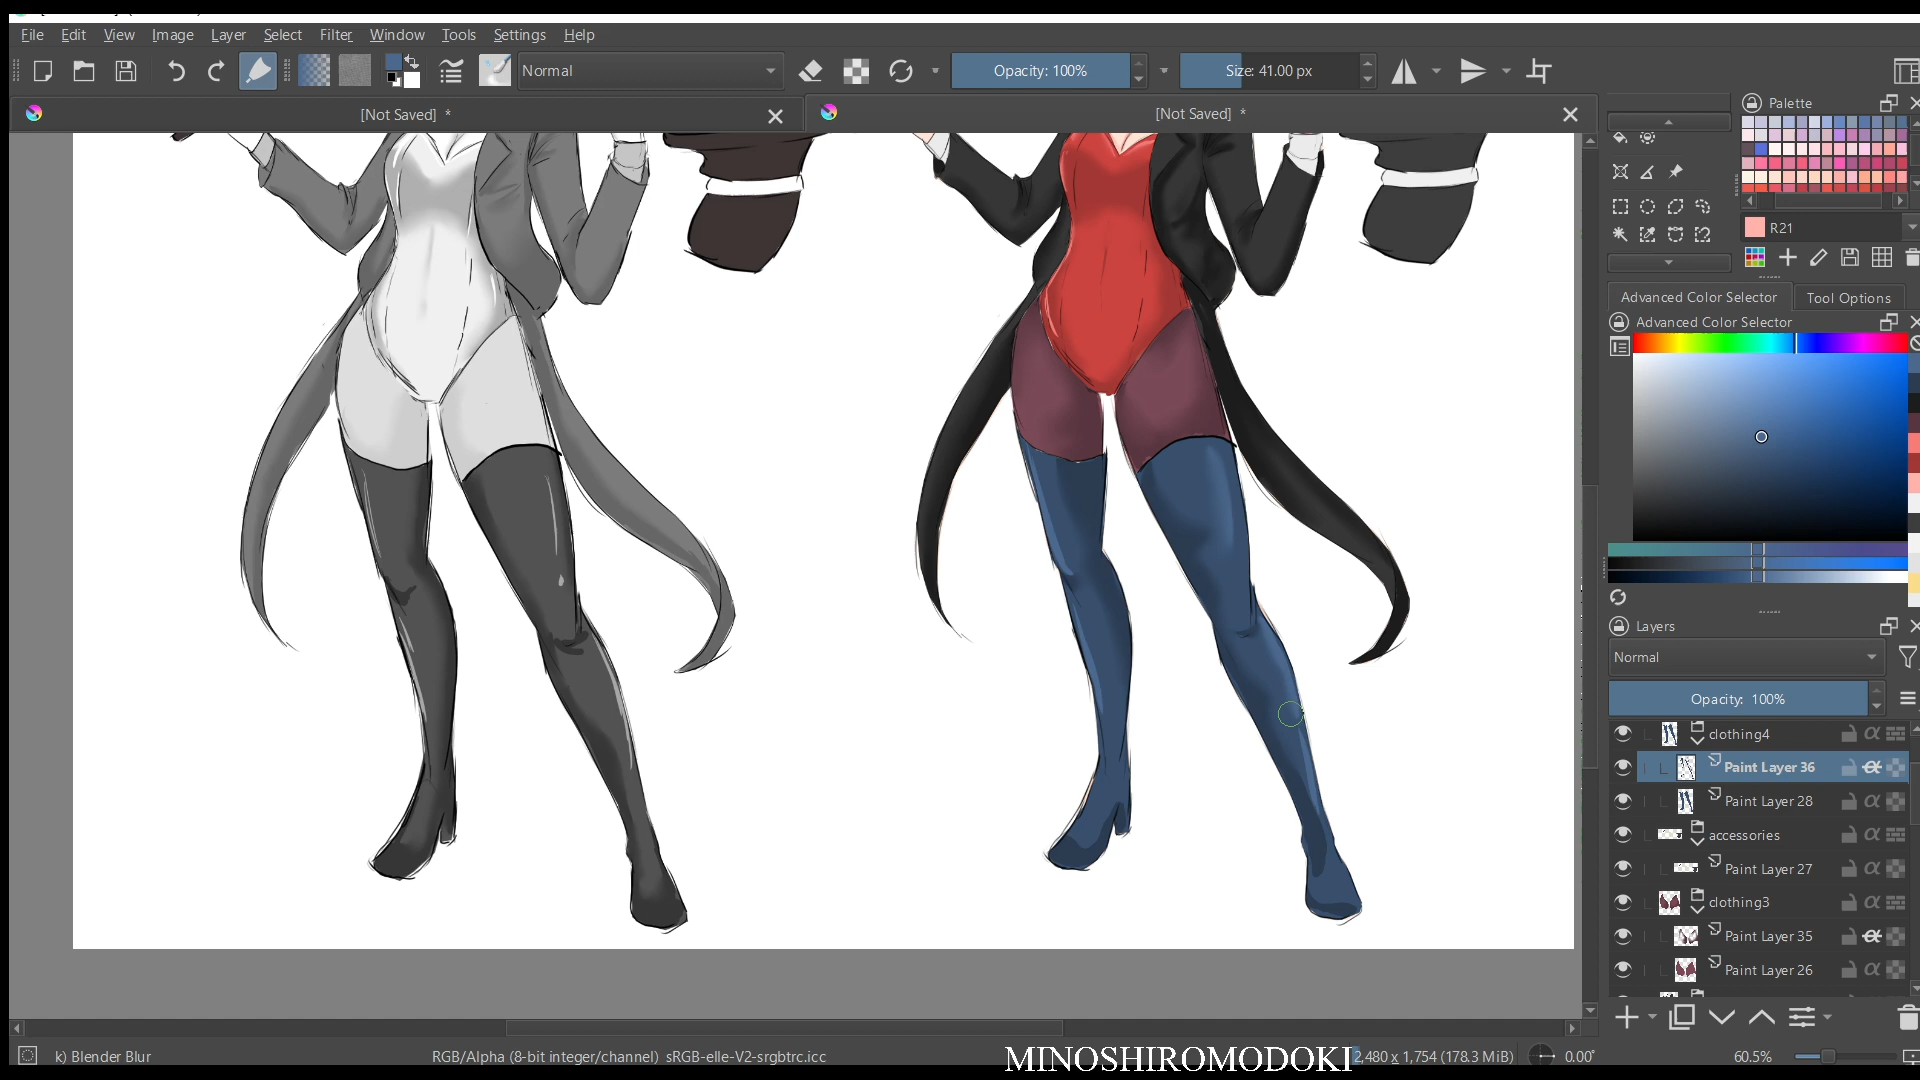 File Edit View Image Layer Select Filter Window Tools Settings Help
Normal Opacity: 100% Size: 41.00 px
[Not Saved] * [Not Saved] *
Palette
R21
Advanced Color Selector Tool Options
Advanced Color Selector
Layers
Normal
Opacity: 100%
clothing4
Paint Layer 36
Paint Layer 28
accessories
Paint Layer 27
clothing3
Paint Layer 35
Paint Layer 26
k) Blender Blur RGB/Alpha (8-bit integer/channel) sRGB-elle-V2-srgbtrc.icc MINOSHIROMODOKI 2,480 x 1,754 (178.3 MiB) 0.00° 60.5%